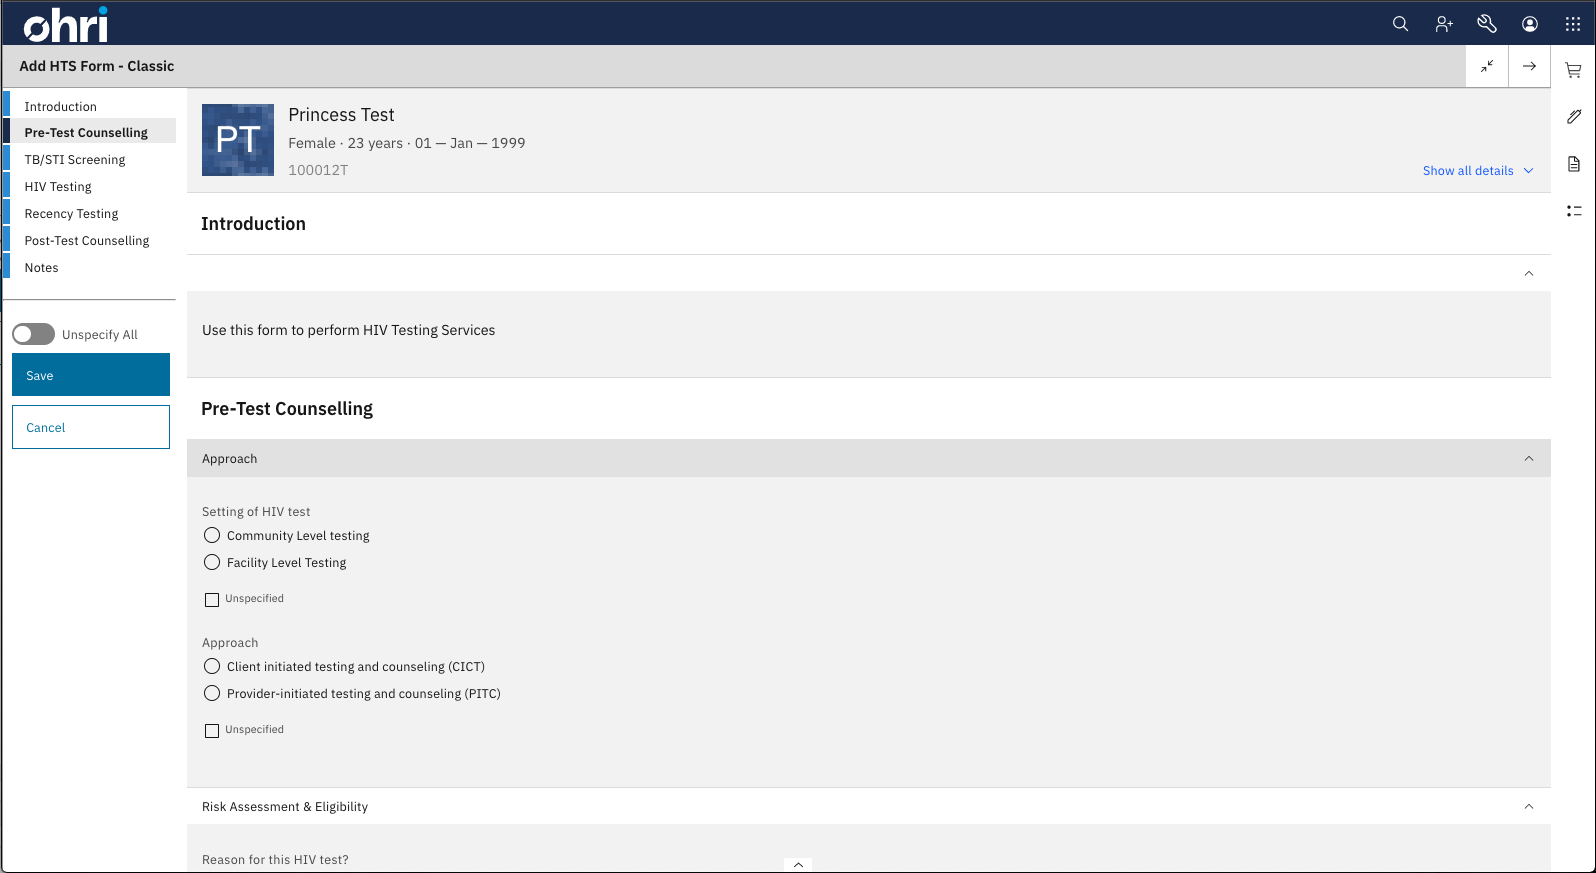 ohri
Add HTS Form - Classic
Introduction
Pre-Test Counselling
TB/STI Screening
HIV Testing
Recency Testing
Post-Test Counselling
Notes
Unspecify All
Save
Cancel
PT
Princess Test
Female · 23 years · 01 — Jan — 1999
100012T
Show all details
Introduction
Use this form to perform HIV Testing Services
Pre-Test Counselling
Approach
Setting of HIV test
Community Level testing
Facility Level Testing
Unspecified
Approach
Client initiated testing and counseling (CICT)
Provider-initiated testing and counseling (PITC)
Unspecified
Risk Assessment & Eligibility
Reason for this HIV test?